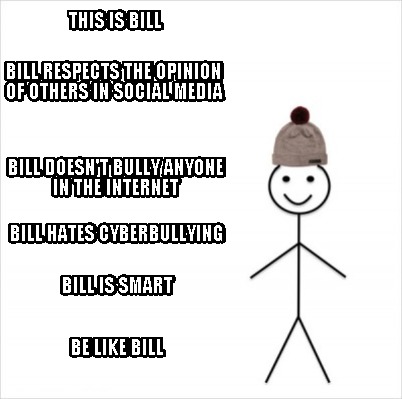 THIS IS BILL
BILL RESPECTS THE OPINION
OF OTHERS IN SOCIAL MEDIA
BILL DOESN'T BULLY ANYONE
IN THE INTERNET
BILL HATES CYBERBULLYING
BILL IS SMART
BE LIKE BILL